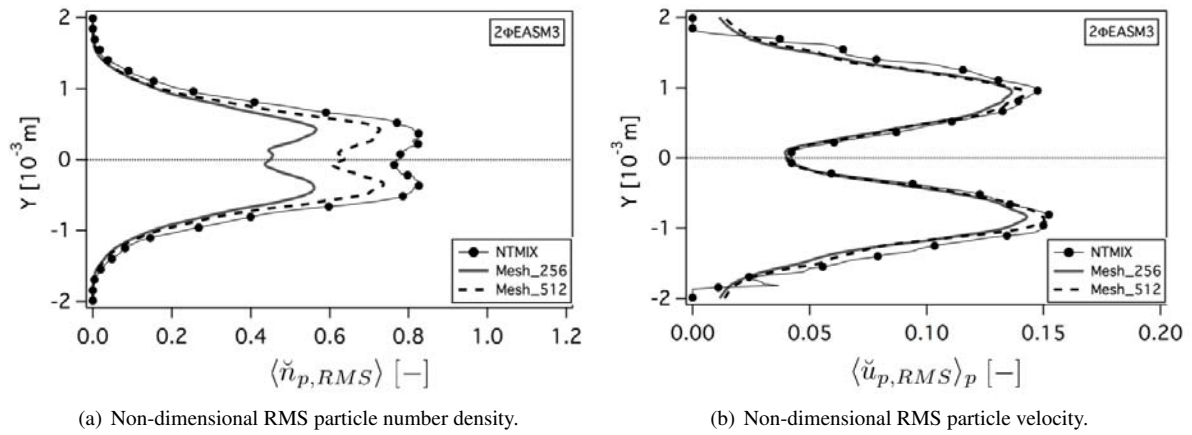 2
1
0
-1
-2
Y [10⁻³m]
2ΦEASM3
NTMIX
Mesh_256
Mesh_512
0.0 0.2 0.4 0.6 0.8 1.0 1.2
⟨n̆p,RMS⟩ [−]
(a) Non-dimensional RMS particle number density.
2
1
0
-1
-2
Y [10⁻³m]
2ΦEASM3
NTMIX
Mesh_256
Mesh_512
0.00 0.05 0.10 0.15 0.20
⟨ŭp,RMS⟩p [−]
(b) Non-dimensional RMS particle velocity.